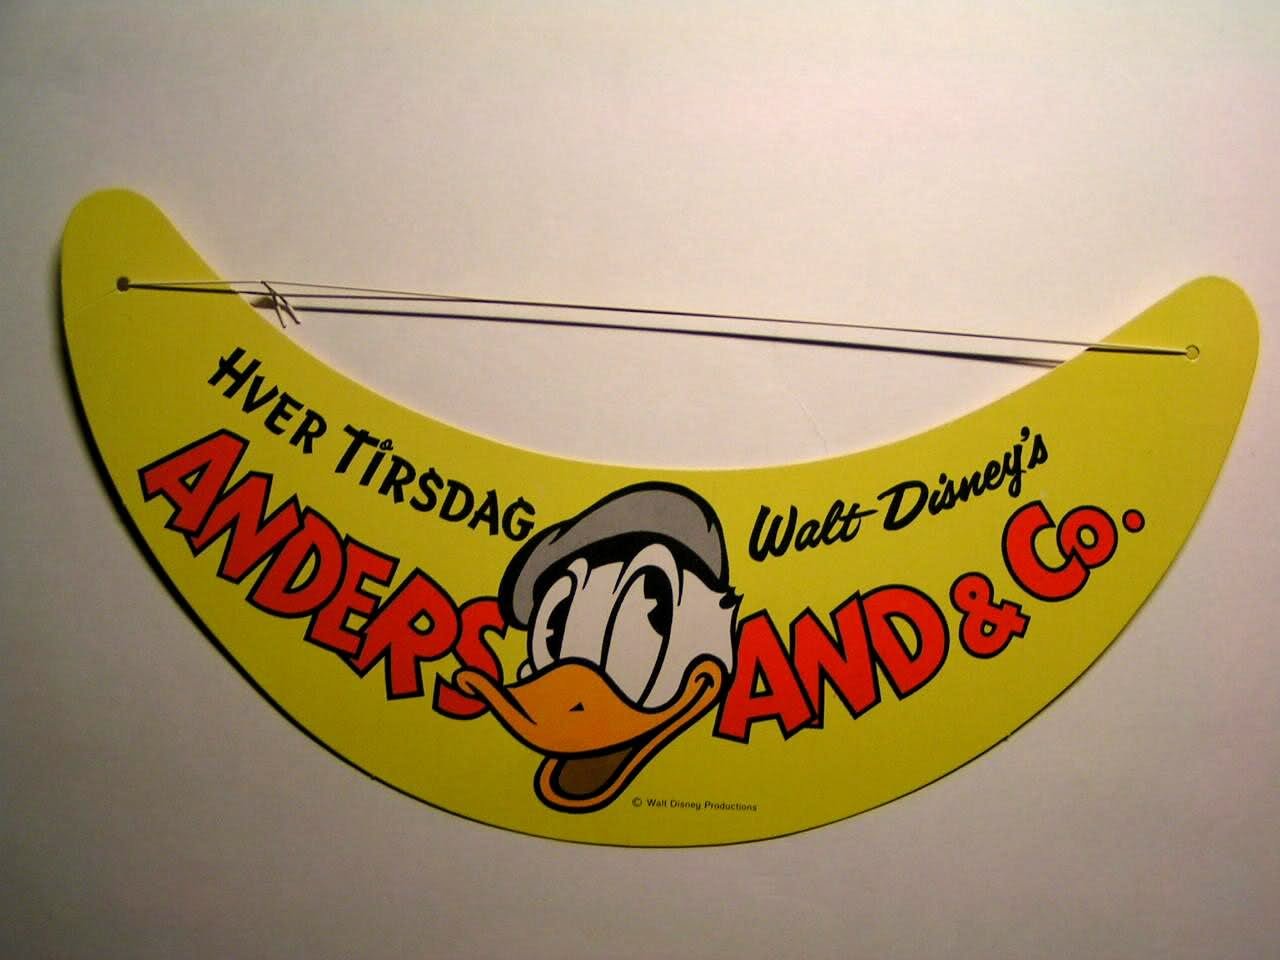 HVER TIRSDAG
Walt Disney's
ANDERS AND & Co.
© Walt Disney Productions